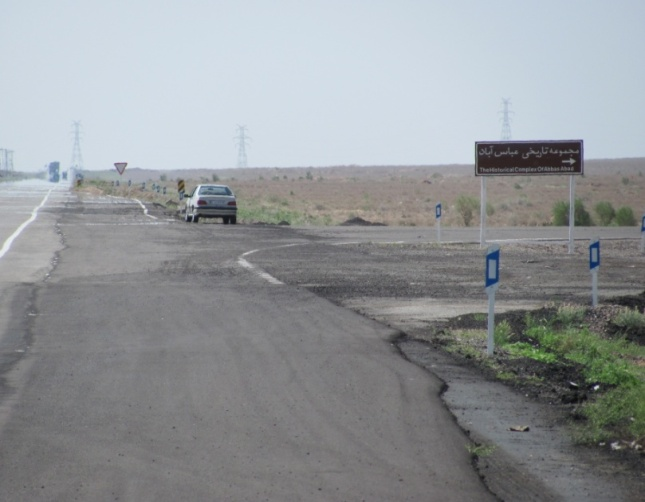 مجموعه تاریخی عباس آباد
The Historical Complex Of Abbas Abad